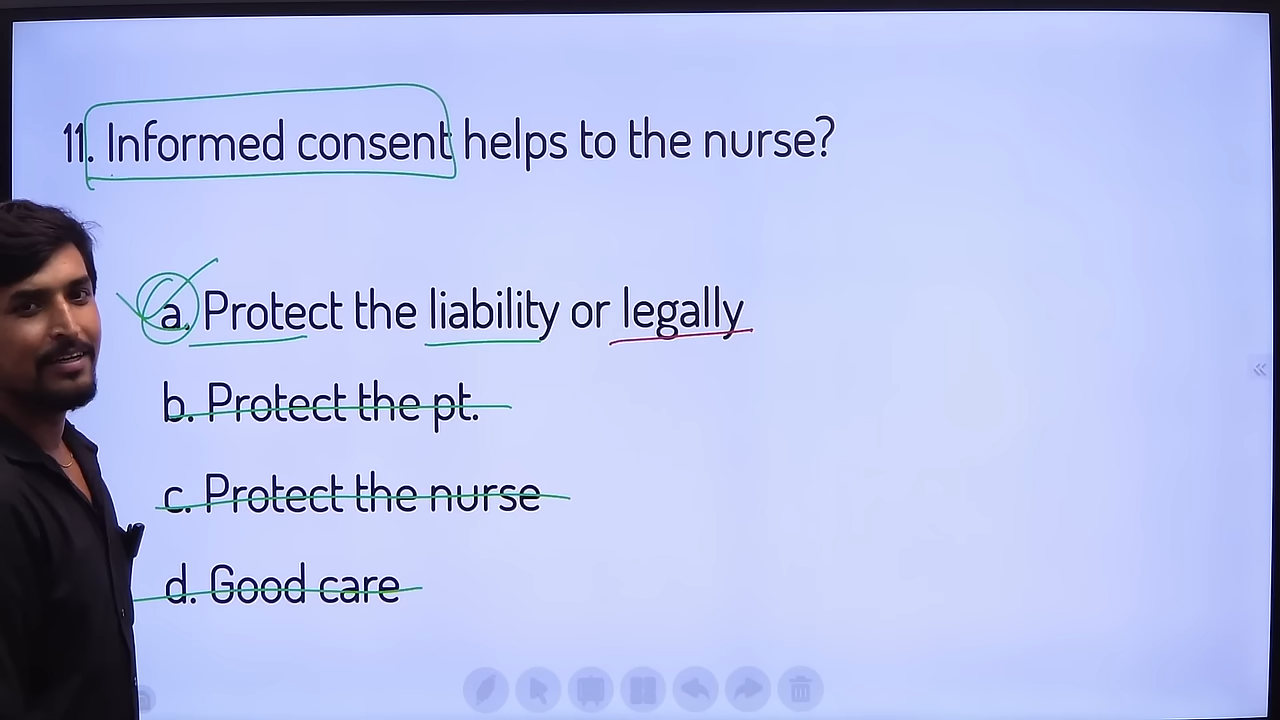 11. Informed consent helps to the nurse?
a. Protect the liability or legally
b. Protect the pt.
c. Protect the nurse
d. Good care